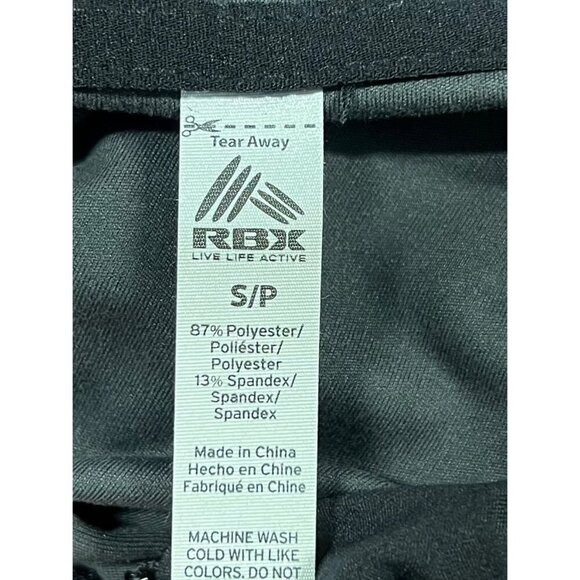 Tear Away
RBX
LIVE LIFE ACTIVE
S/P
87% Polyester/
Poliéster/
Polyester
13% Spandex/
Spandex/
Spandex
Made in China
Hecho en Chine
Fabriqué en Chine
MACHINE WASH
COLD WITH LIKE
COLORS. DO NOT